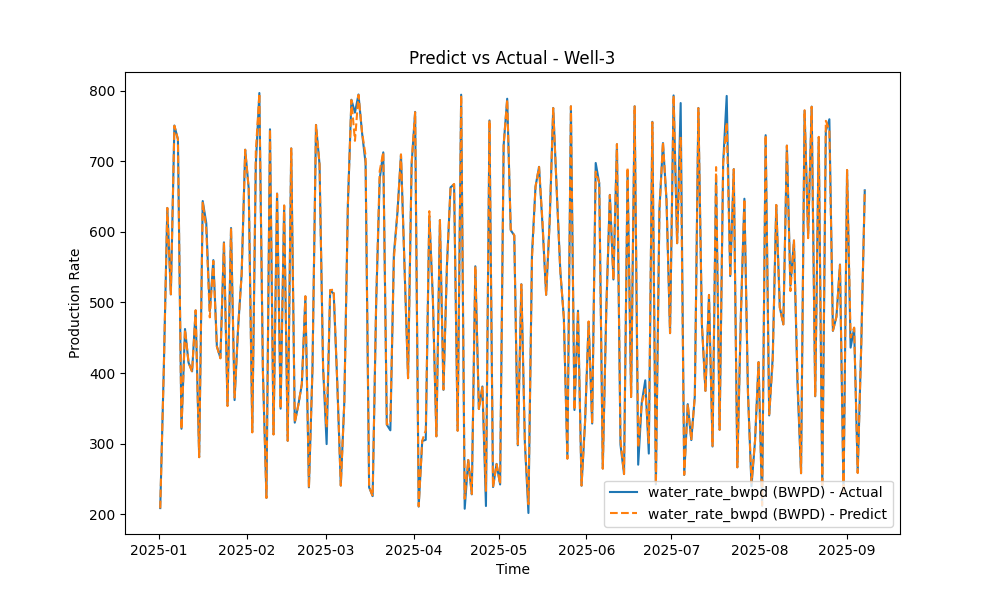 Predict vs Actual - Well-3
Production Rate
800
700
600
500
400
300
200
water_rate_bwpd (BWPD) - Actual
water_rate_bwpd (BWPD) - Predict
2025-01 2025-02 2025-03 2025-04 2025-05 2025-06 2025-07 2025-08 2025-09
Time